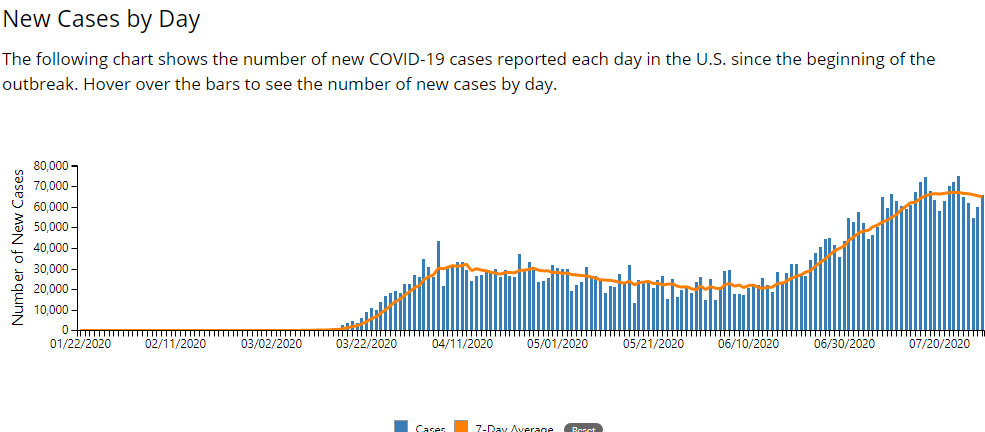 New Cases by Day
The following chart shows the number of new COVID-19 cases reported each day in the U.S. since the beginning of the
outbreak. Hover over the bars to see the number of new cases by day.
Number of New Cases
80,000
70,000
60,000
50,000
40,000
30,000
20,000
10,000
0
01/22/2020 02/11/2020 03/02/2020 03/22/2020 04/11/2020 05/01/2020 05/21/2020 06/10/2020 06/30/2020 07/20/2020
Cases 7-Day Average Reset